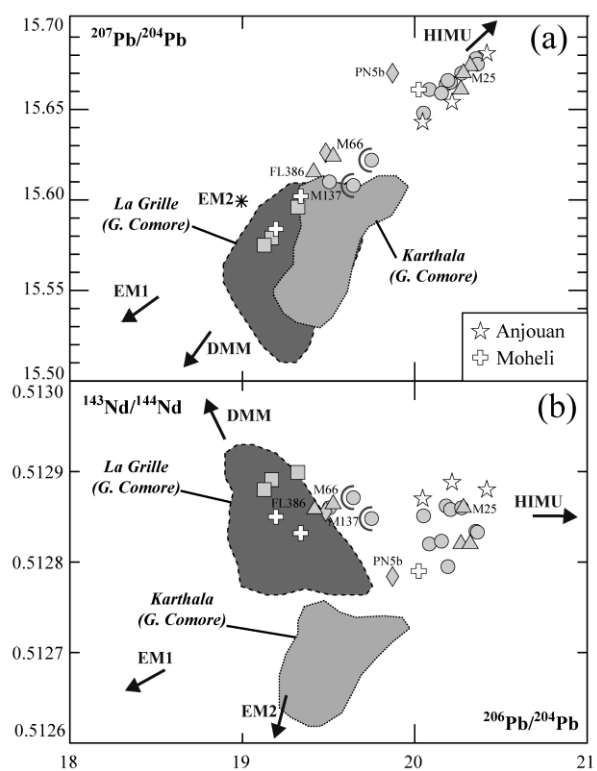 15.70
15.65
15.60
15.55
15.50
²⁰⁷Pb/²⁰⁴Pb
HIMU
(a)
PN5b
M25
M66
FL386
M137
EM2
La Grille
(G. Comore)
Karthala
(G. Comore)
EM1
DMM
Anjouan
Moheli
0.5130
0.5129
0.5128
0.5127
0.5126
¹⁴³Nd/¹⁴⁴Nd
DMM
(b)
La Grille
(G. Comore)
M66
FL386
M137
M25
HIMU
PN5b
Karthala
(G. Comore)
EM1
EM2
²⁰⁶Pb/²⁰⁴Pb
18
19
20
21